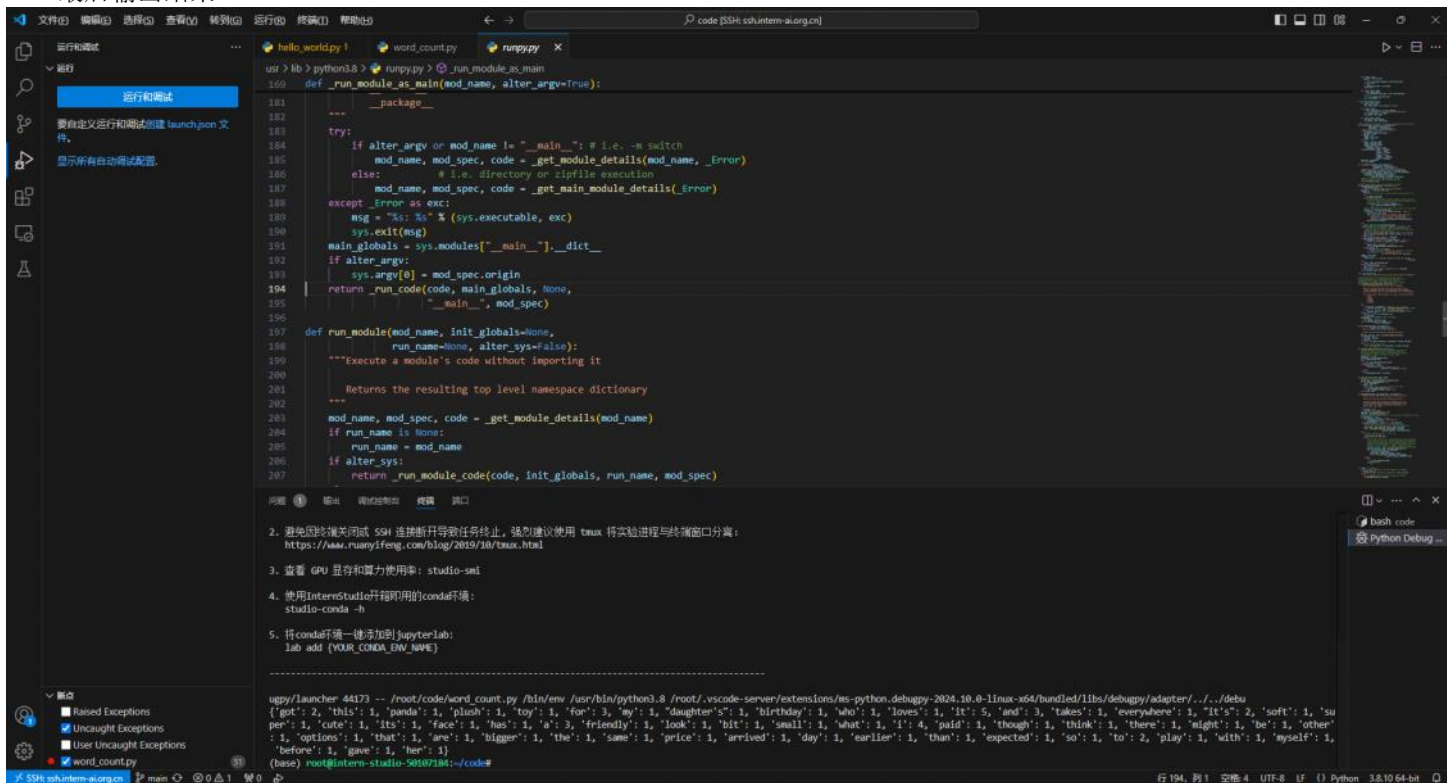 文件(F) 编辑(E) 选择(S) 查看(V) 转到(G) 运行(R) 终端(T) 帮助(H)
code [SSH: ssh.intern-ai.org.cn]
运行和调试
运行
运行和调试
要自定义运行和调试创建 launch.json 文
件。
显示所有自动调试配置.
hello_world.py 1 word_count.py runpy.py
usr > lib > python3.8 > runpy.py > _run_module_as_main
169 def _run_module_as_main(mod_name, alter_argv=True):
181 __package__
182 """
183 try:
184 if alter_argv or mod_name != "__main__": # i.e. -m switch
185 mod_name, mod_spec, code = _get_module_details(mod_name, _Error)
186 else: # i.e. directory or zipfile execution
187 mod_name, mod_spec, code = _get_main_module_details(_Error)
188 except _Error as exc:
189 msg = "%s: %s" % (sys.executable, exc)
190 sys.exit(msg)
191 main_globals = sys.modules["__main__"].__dict__
192 if alter_argv:
193 sys.argv[0] = mod_spec.origin
194 return _run_code(code, main_globals, None,
195 "__main__", mod_spec)
196
197 def run_module(mod_name, init_globals=None,
198 run_name=None, alter_sys=False):
199 """Execute a module's code without importing it
200
201 Returns the resulting top level namespace dictionary
202 """
203 mod_name, mod_spec, code = _get_module_details(mod_name)
204 if run_name is None:
205 run_name = mod_name
206 if alter_sys:
207 return _run_module_code(code, init_globals, run_name, mod_spec)
问题 1 输出 调试控制台 终端 端口
2. 避免因终端关闭或 SSH 连接断开导致任务终止，强烈建议使用 tmux 将实验进程与终端窗口分离：
https://www.ruanyifeng.com/blog/2019/10/tmux.html
3. 查看 GPU 显存和算力使用率: studio-smi
4. 使用InternStudio开箱即用的conda环境:
studio-conda -h
5. 将conda环境一键添加到jupyterlab:
lab add {YOUR_CONDA_ENV_NAME}
ugpy/launcher 44173 -- /root/code/word_count.py /bin/env /usr/bin/python3.8 /root/.vscode-server/extensions/ms-python.debugpy-2024.10.0-linux-x64/bundled/libs/debugpy/adapter/../../debu
{'got': 2, 'this': 1, 'panda': 1, 'plush': 1, 'toy': 1, 'for': 3, 'my': 1, "daughter's": 1, 'birthday': 1, 'who': 1, 'loves': 1, 'it': 5, 'and': 3, 'takes': 1, 'everywhere': 1, "it's": 2, 'soft': 1, 'su
per': 1, 'cute': 1, 'its': 1, 'face': 1, 'has': 1, 'a': 3, 'friendly': 1, 'look': 1, 'bit': 1, 'small': 1, 'what': 1, 'i': 4, 'paid': 1, 'though': 1, 'think': 1, 'there': 1, 'might': 1, 'be': 1, 'other'
: 1, 'options': 1, 'that': 1, 'are': 1, 'bigger': 1, 'the': 1, 'same': 1, 'price': 1, 'arrived': 1, 'day': 1, 'earlier': 1, 'than': 1, 'expected': 1, 'so': 1, 'to': 2, 'play': 1, 'with': 1, 'myself': 1,
'before': 1, 'gave': 1, 'her': 1}
(base) root@intern-studio-50107184:~/code#
bash code
Python Debug ...
断点
Raised Exceptions
Uncaught Exceptions
User Uncaught Exceptions
word_count.py 31
SSH: ssh.intern-ai.org.cn main 0 1 0
行 194, 列 1 空格: 4 UTF-8 LF Python 3.8.10 64-bit